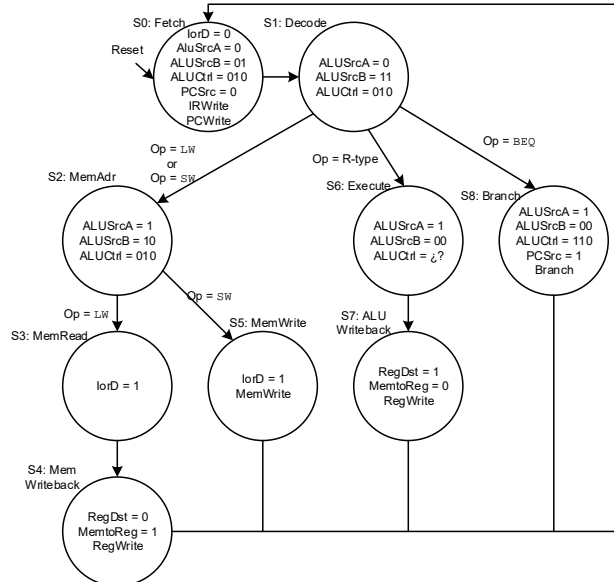 S0: Fetch
IorD = 0
AluSrcA = 0
ALUSrcB = 01
ALUCtrl = 010
PCSrc = 0
IRWrite
PCWrite
Reset
S1: Decode
ALUSrcA = 0
ALUSrcB = 11
ALUCtrl = 010
Op = LW
or
Op = SW
Op = R-type
Op = BEQ
S2: MemAdr
ALUSrcA = 1
ALUSrcB = 10
ALUCtrl = 010
S6: Execute
ALUSrcA = 1
ALUSrcB = 00
ALUCtrl = ¿?
S8: Branch
ALUSrcA = 1
ALUSrcB = 00
ALUCtrl = 110
PCSrc = 1
Branch
Op = LW
Op = SW
S3: MemRead
IorD = 1
S5: MemWrite
IorD = 1
MemWrite
S7: ALU
Writeback
RegDst = 1
MemtoReg = 0
RegWrite
S4: Mem
Writeback
RegDst = 0
MemtoReg = 1
RegWrite